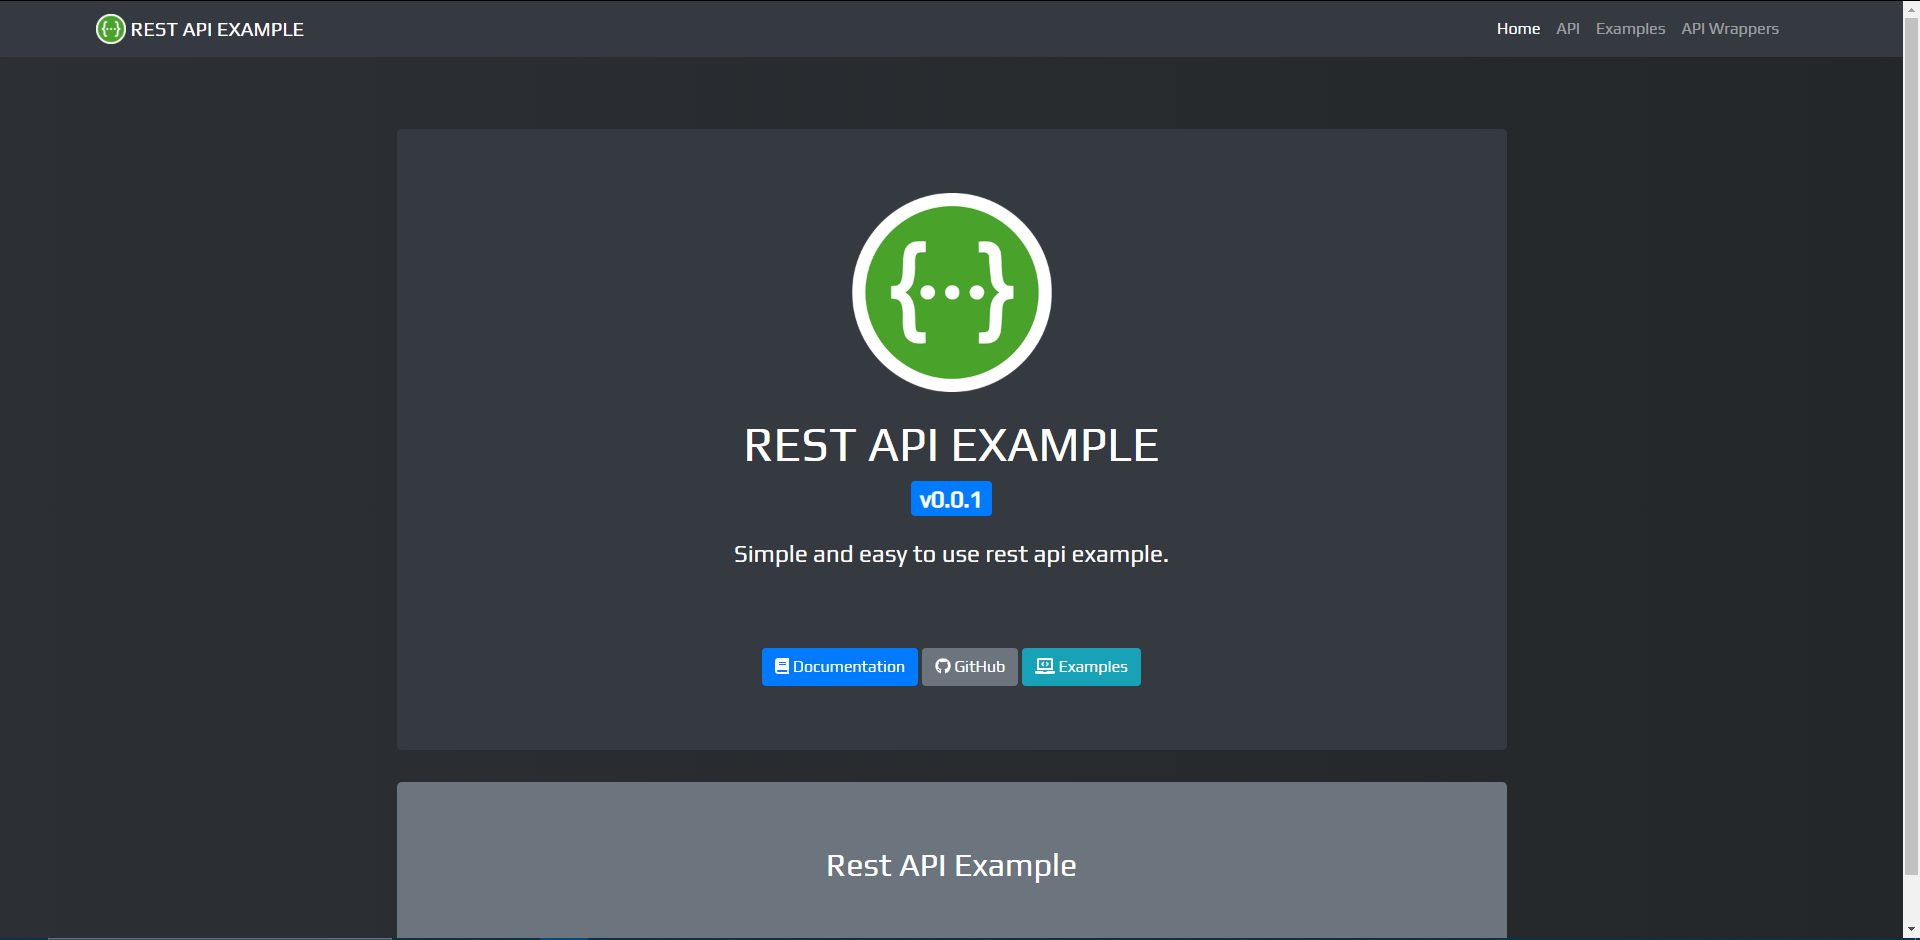 REST API EXAMPLE
Home API Examples API Wrappers
REST API EXAMPLE
v0.0.1
Simple and easy to use rest api example.
Documentation GitHub Examples
Rest API Example